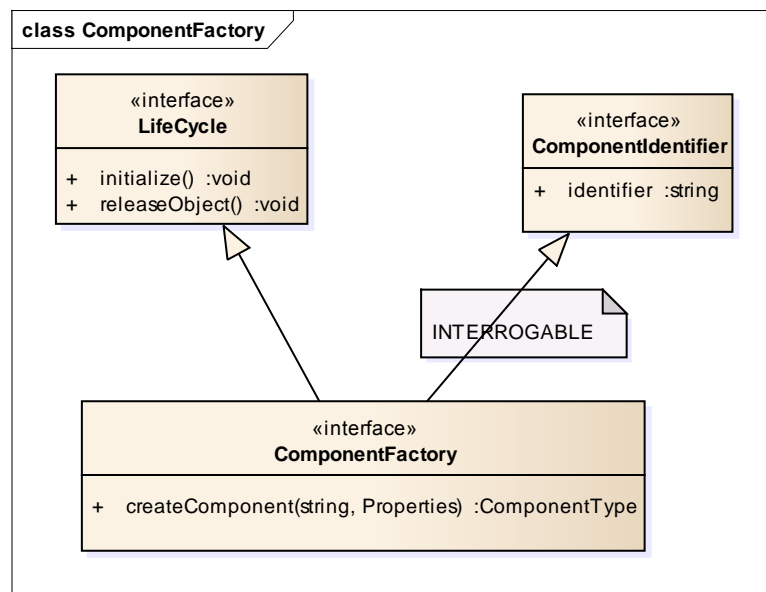 class ComponentFactory
«interface»
LifeCycle
+ initialize() :void
+ releaseObject() :void
«interface»
ComponentIdentifier
+ identifier :string
INTERROGABLE
«interface»
ComponentFactory
+ createComponent(string, Properties) :ComponentType